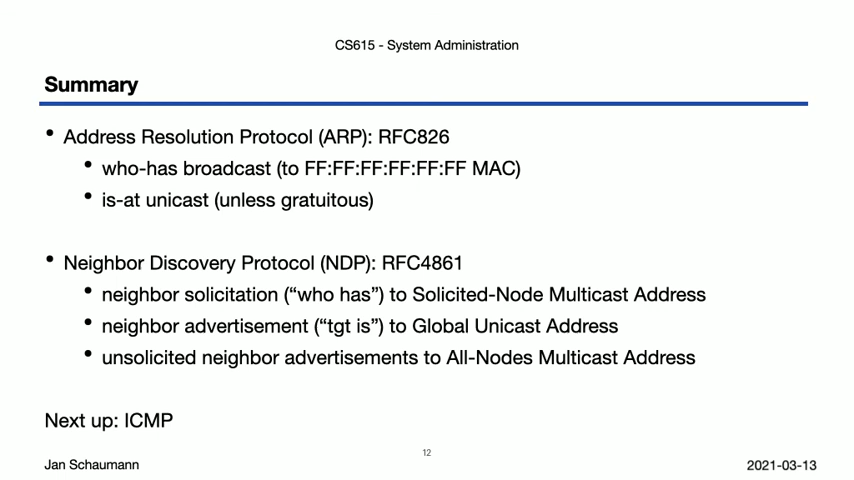 CS615 - System Administration
Summary
• Address Resolution Protocol (ARP): RFC826
• who-has broadcast (to FF:FF:FF:FF:FF:FF MAC)
• is-at unicast (unless gratuitous)
• Neighbor Discovery Protocol (NDP): RFC4861
• neighbor solicitation (“who has”) to Solicited-Node Multicast Address
• neighbor advertisement (“tgt is”) to Global Unicast Address
• unsolicited neighbor advertisements to All-Nodes Multicast Address
Next up: ICMP
Jan Schaumann
12
2021-03-13